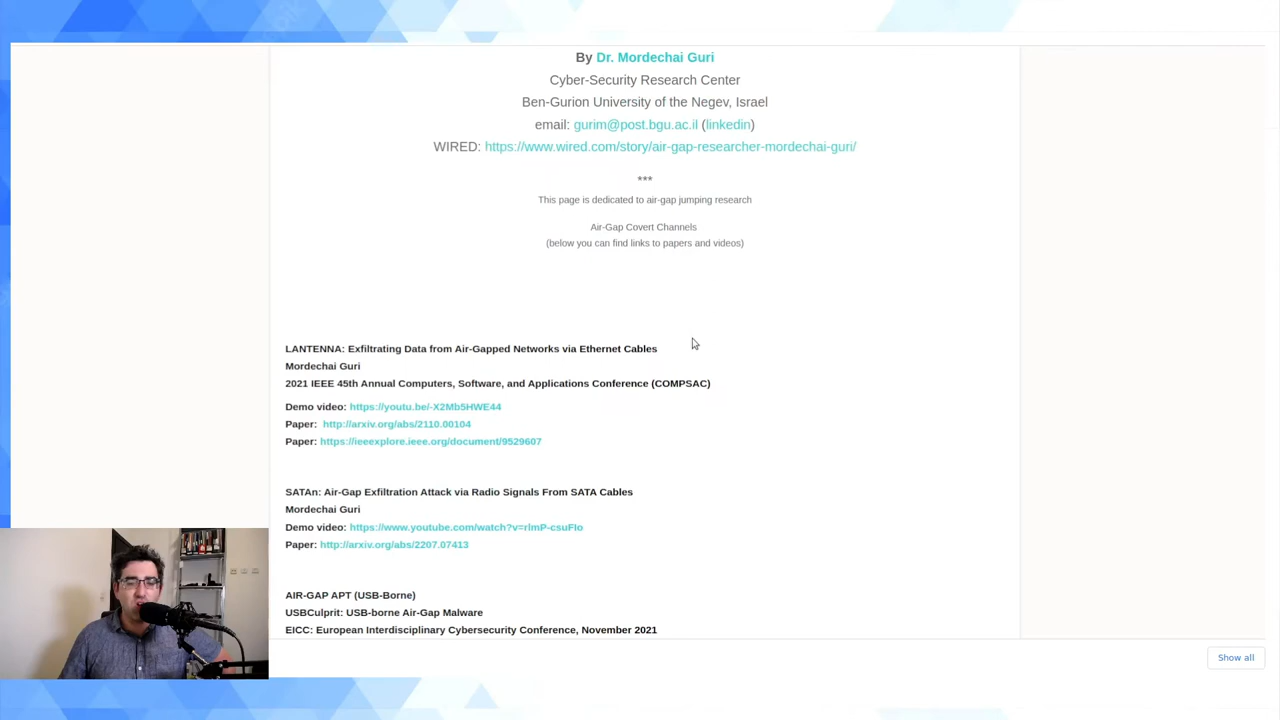 By Dr. Mordechai Guri
Cyber-Security Research Center
Ben-Gurion University of the Negev, Israel
email: gurim@post.bgu.ac.il (linkedin)
WIRED: https://www.wired.com/story/air-gap-researcher-mordechai-guri/
***
This page is dedicated to air-gap jumping research
Air-Gap Covert Channels
(below you can find links to papers and videos)
LANTENNA: Exfiltrating Data from Air-Gapped Networks via Ethernet Cables
Mordechai Guri
2021 IEEE 45th Annual Computers, Software, and Applications Conference (COMPSAC)
Demo video: https://youtu.be/-X2Mb5HWE44
Paper: http://arxiv.org/abs/2110.00104
Paper: https://ieeexplore.ieee.org/document/9529607
SATAn: Air-Gap Exfiltration Attack via Radio Signals From SATA Cables
Mordechai Guri
Demo video: https://www.youtube.com/watch?v=rlmP-csuFIo
Paper: http://arxiv.org/abs/2207.07413
AIR-GAP APT (USB-Borne)
USBCulprit: USB-borne Air-Gap Malware
EICC: European Interdisciplinary Cybersecurity Conference, November 2021
Show all